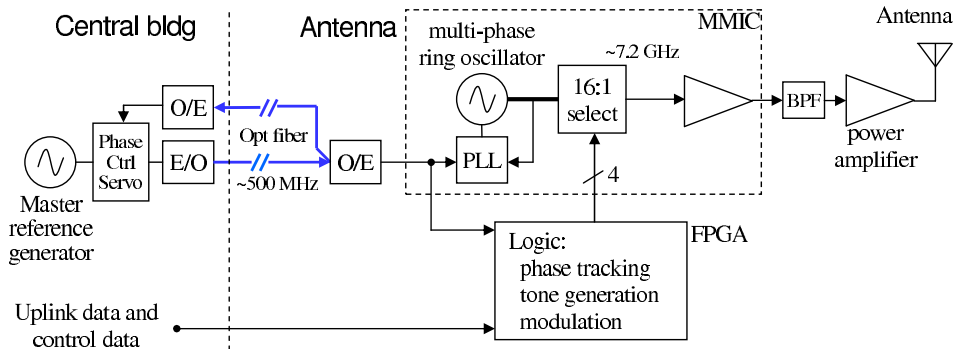 Central bldg
Antenna
MMIC
Antenna
multi-phase
ring oscillator
~7.2 GHz
16:1
select
O/E
Opt fiber
Phase
Ctrl
Servo
E/O
O/E
PLL
BPF
power
amplifier
~500 MHz
Master
reference
generator
4
FPGA
Logic:
phase tracking
tone generation
modulation
Uplink data and
control data